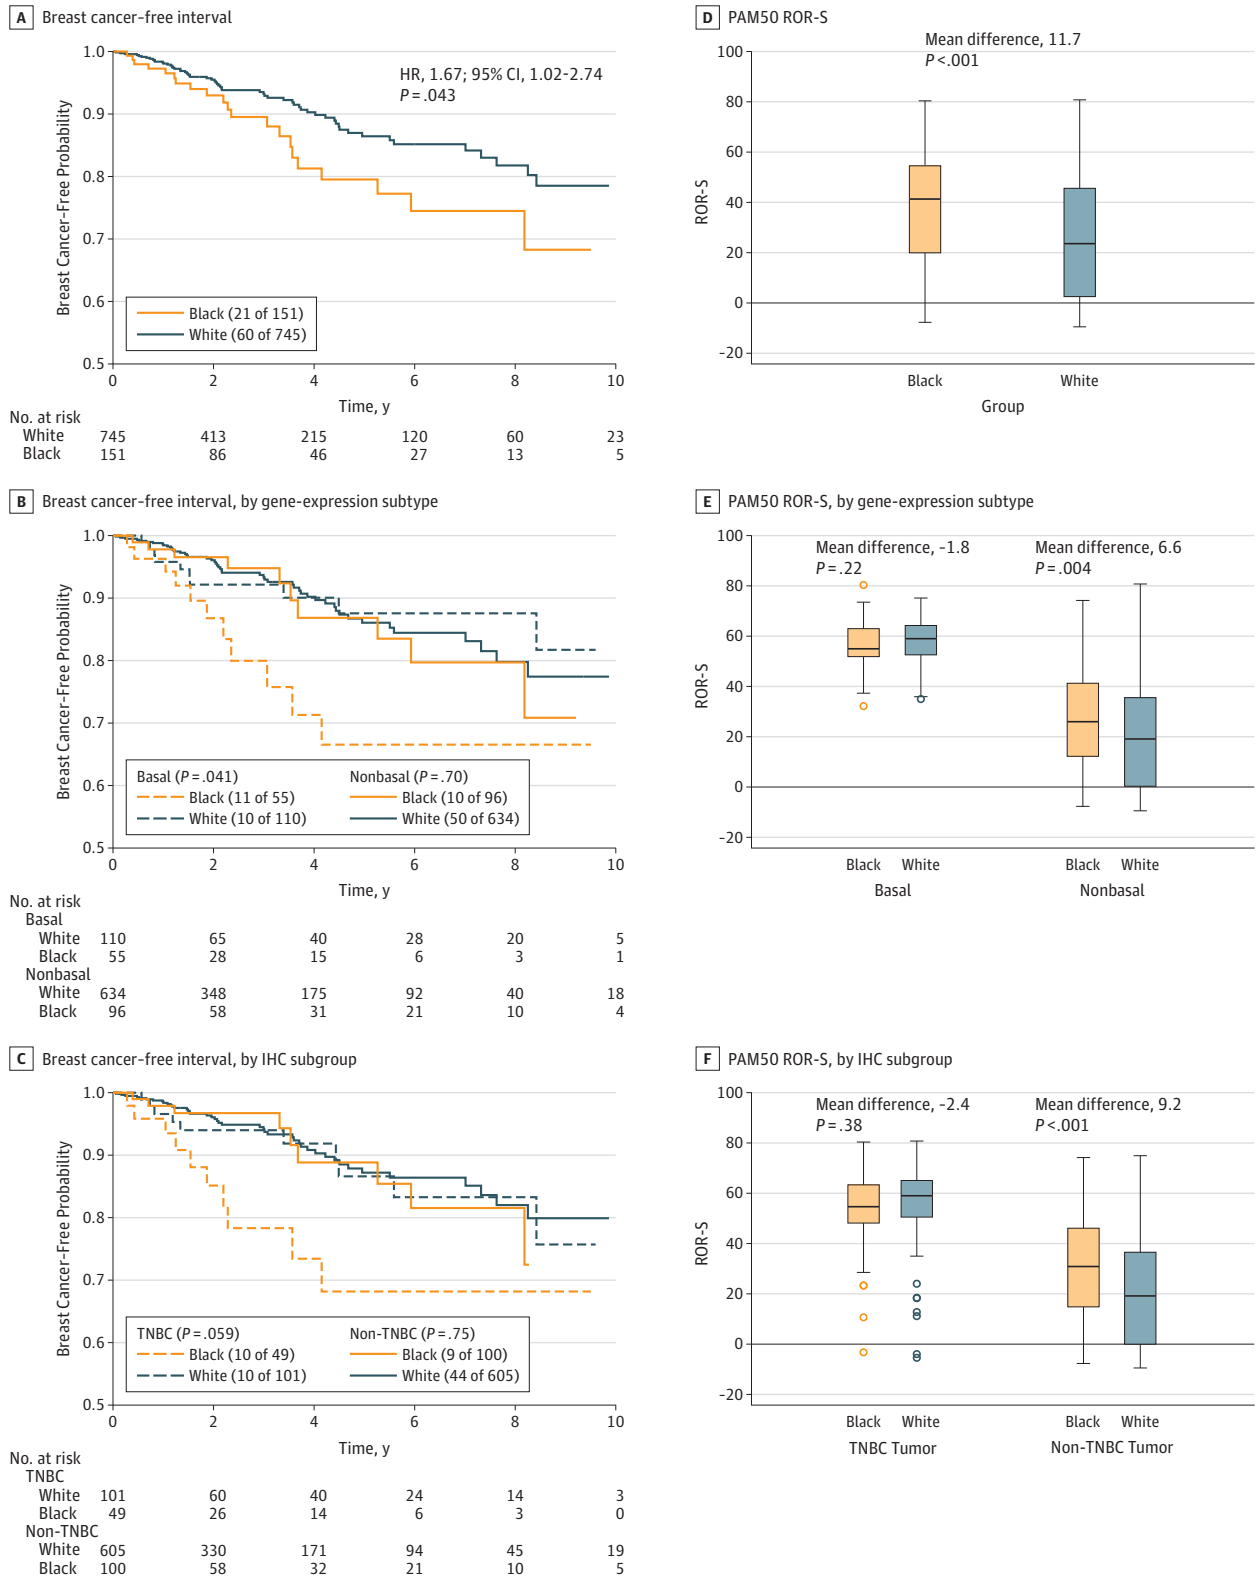 A Breast cancer-free interval
1.0
0.9
0.8
0.7
0.6
0.5
Breast Cancer-Free Probability
HR, 1.67; 95% CI, 1.02-2.74
P = .043
Black (21 of 151)
White (60 of 745)
0 2 4 6 8 10
Time, y
No. at risk
White 745 413 215 120 60 23
Black 151 86 46 27 13 5
D PAM50 ROR-S
Mean difference, 11.7
P < .001
100
80
60
40
20
0
-20
ROR-S
Black White
Group
B Breast cancer-free interval, by gene-expression subtype
1.0
0.9
0.8
0.7
0.6
0.5
Breast Cancer-Free Probability
Basal (P = .041) Nonbasal (P = .70)
Black (11 of 55) Black (10 of 96)
White (10 of 110) White (50 of 634)
0 2 4 6 8 10
Time, y
No. at risk
Basal
White 110 65 40 28 20 5
Black 55 28 15 6 3 1
Nonbasal
White 634 348 175 92 40 18
Black 96 58 31 21 10 4
E PAM50 ROR-S, by gene-expression subtype
Mean difference, -1.8 Mean difference, 6.6
P = .22 P = .004
100
80
60
40
20
0
-20
ROR-S
Black White Black White
Basal Nonbasal
C Breast cancer-free interval, by IHC subgroup
1.0
0.9
0.8
0.7
0.6
0.5
Breast Cancer-Free Probability
TNBC (P = .059) Non-TNBC (P = .75)
Black (10 of 49) Black (9 of 100)
White (10 of 101) White (44 of 605)
0 2 4 6 8 10
Time, y
No. at risk
TNBC
White 101 60 40 24 14 3
Black 49 26 14 6 3 0
Non-TNBC
White 605 330 171 94 45 19
Black 100 58 32 21 10 5
F PAM50 ROR-S, by IHC subgroup
Mean difference, -2.4 Mean difference, 9.2
P = .38 P < .001
100
80
60
40
20
0
-20
ROR-S
Black White Black White
TNBC Tumor Non-TNBC Tumor